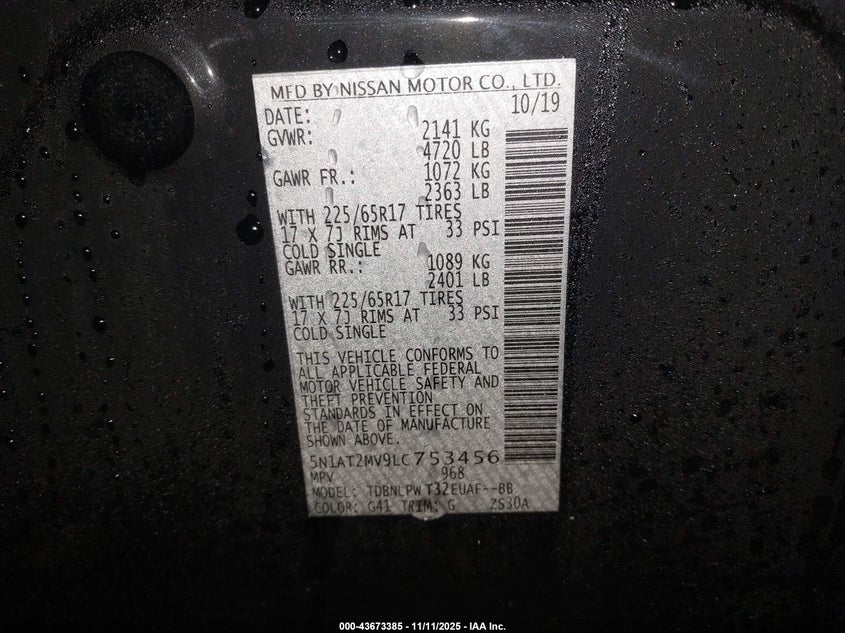 MFD BY NISSAN MOTOR CO., LTD.
DATE: 10/19
GVWR: 2141 KG
4720 LB
GAWR FR.: 1072 KG
2363 LB
WITH 225/65R17 TIRES
17 X 7J RIMS AT 33 PSI
COLD SINGLE
GAWR RR.: 1089 KG
2401 LB
WITH 225/65R17 TIRES
17 X 7J RIMS AT 33 PSI
COLD SINGLE
THIS VEHICLE CONFORMS TO
ALL APPLICABLE FEDERAL
MOTOR VEHICLE SAFETY AND
THEFT PREVENTION
STANDARDS IN EFFECT ON
THE DATE OF MANUFACTURE
SHOWN ABOVE.
5N1AT2MV9LC753456
MPV 968
MODEL: TDBNLPW T32EUAF--BB
COLOR: G41 TRIM: G ZS30A
000-43673385 - 11/11/2025 - IAA Inc.